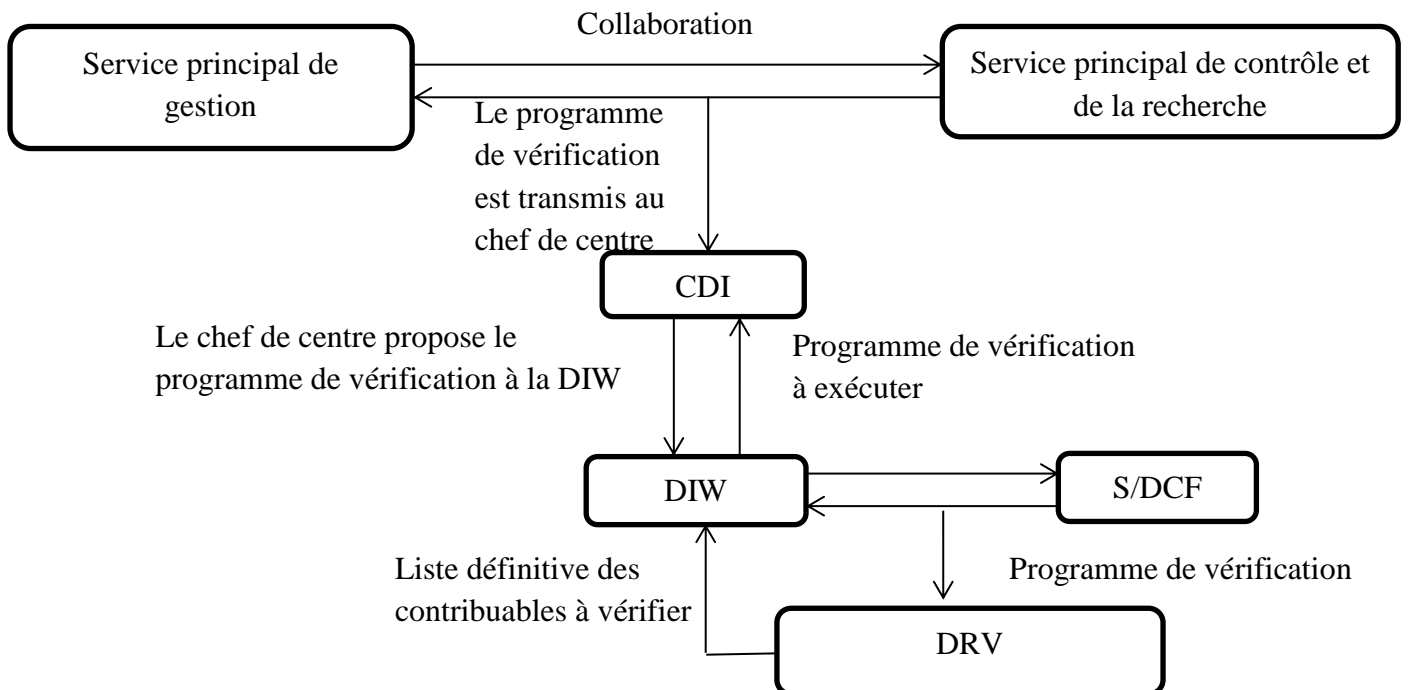 Collaboration
Service principal de
gestion
Service principal de contrôle et
de la recherche
Le programme
de vérification
est transmis au
chef de centre
CDI
Le chef de centre propose le
programme de vérification à la DIW
Programme de vérification
à exécuter
DIW
S/DCF
Liste définitive des
contribuables à vérifier
Programme de vérification
DRV